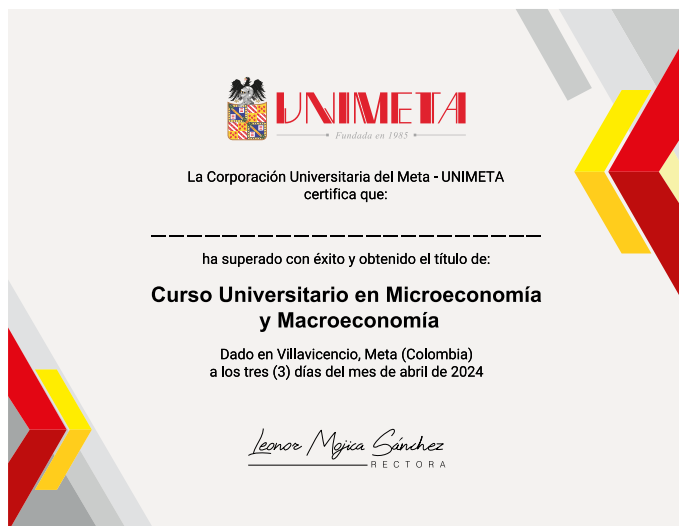 UNIMETA
Fundada en 1985
La Corporación Universitaria del Meta - UNIMETA
certifica que:
ha superado con éxito y obtenido el título de:
Curso Universitario en Microeconomía
y Macroeconomía
Dado en Villavicencio, Meta (Colombia)
a los tres (3) días del mes de abril de 2024
Leonor Mojica Sánchez
RECTORA